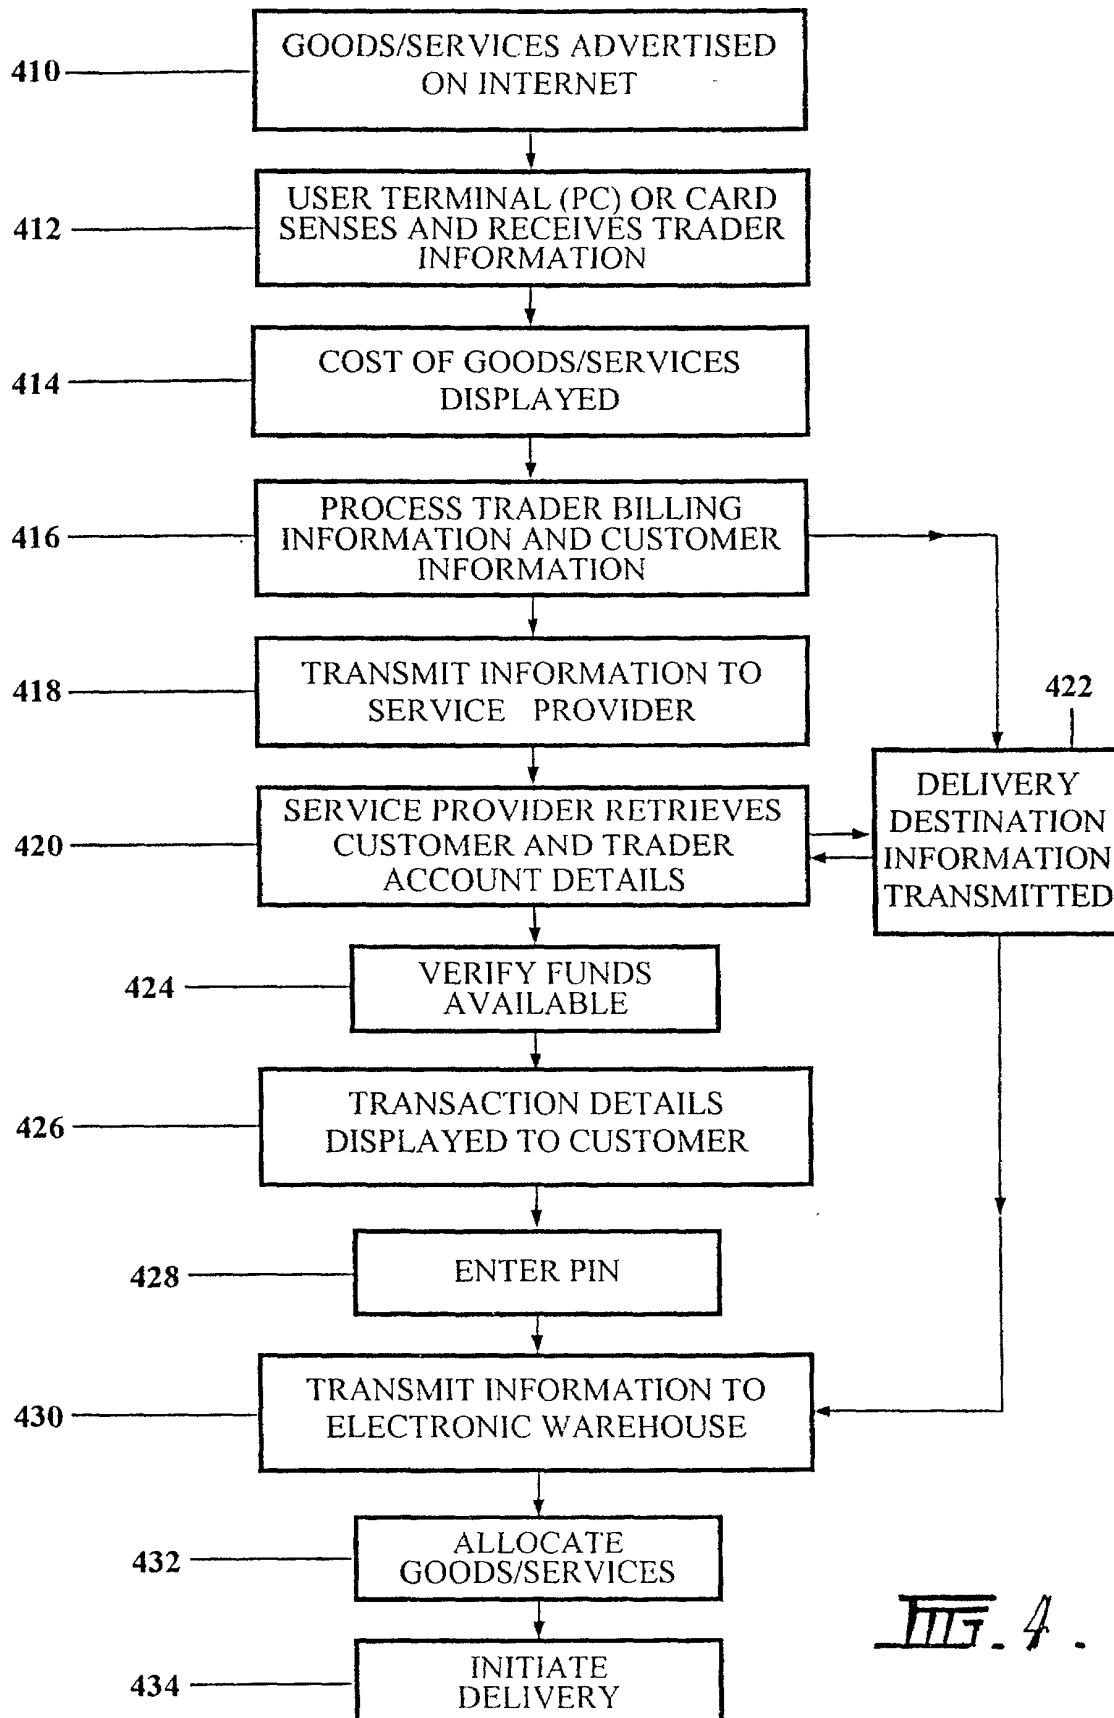 410
GOODS/SERVICES ADVERTISED
ON INTERNET
412
USER TERMINAL (PC) OR CARD
SENSES AND RECEIVES TRADER
INFORMATION
414
COST OF GOODS/SERVICES
DISPLAYED
416
PROCESS TRADER BILLING
INFORMATION AND CUSTOMER
INFORMATION
418
TRANSMIT INFORMATION TO
SERVICE PROVIDER
422
DELIVERY
DESTINATION
INFORMATION
TRANSMITTED
420
SERVICE PROVIDER RETRIEVES
CUSTOMER AND TRADER
ACCOUNT DETAILS
424
VERIFY FUNDS
AVAILABLE
426
TRANSACTION DETAILS
DISPLAYED TO CUSTOMER
428
ENTER PIN
430
TRANSMIT INFORMATION TO
ELECTRONIC WAREHOUSE
432
ALLOCATE
GOODS/SERVICES
434
INITIATE
DELIVERY
FIG. 4.